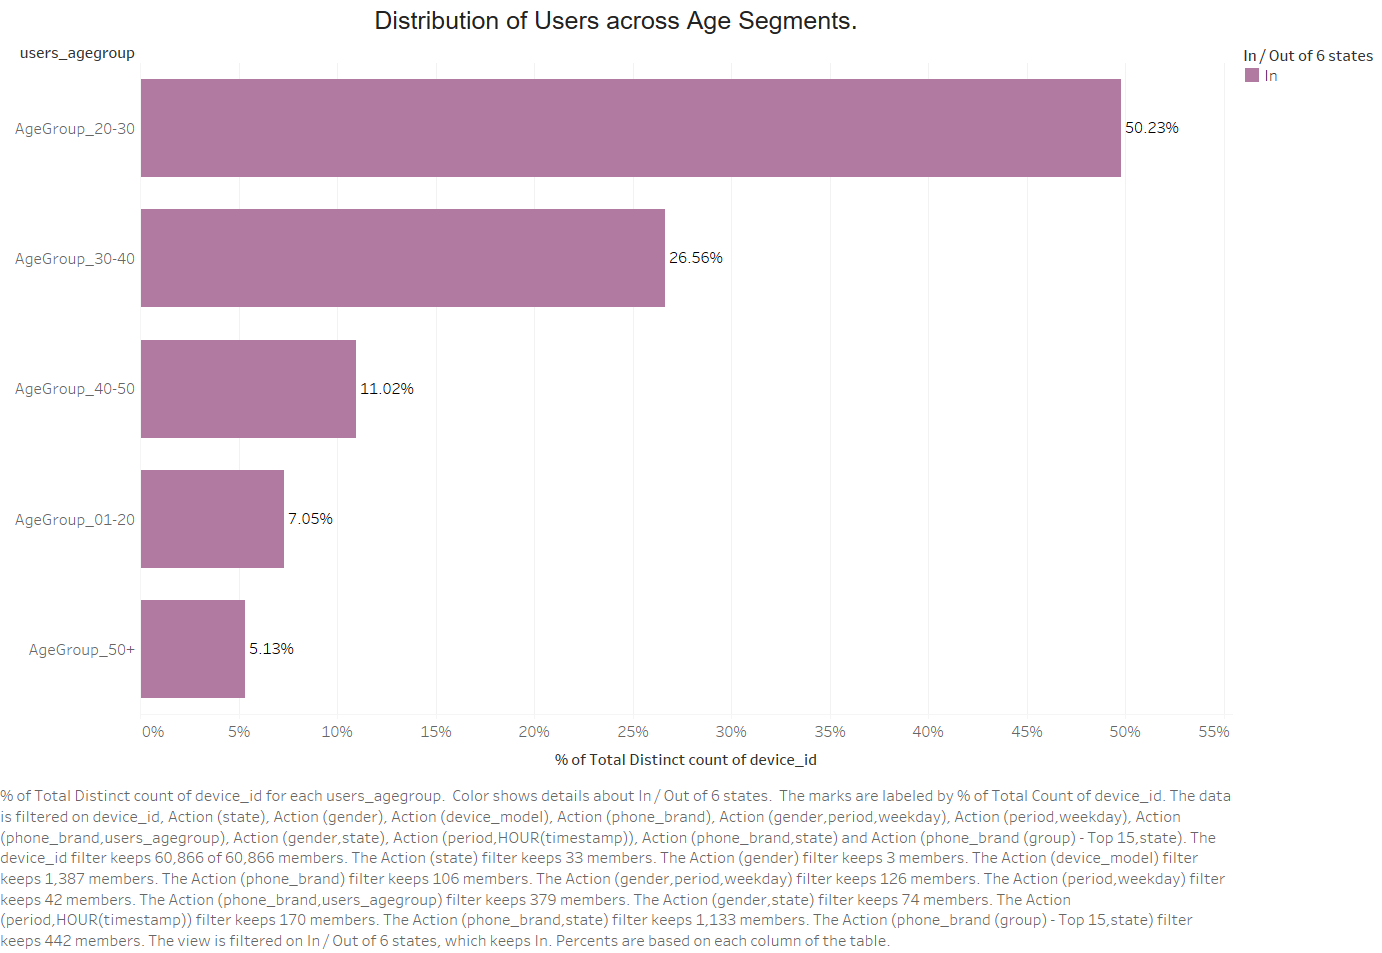 Distribution of Users across Age Segments.
users_agegroup
In / Out of 6 states
In
AgeGroup_20-30
50.23%
AgeGroup_30-40
26.56%
AgeGroup_40-50
11.02%
AgeGroup_01-20
7.05%
AgeGroup_50+
5.13%
0% 5% 10% 15% 20% 25% 30% 35% 40% 45% 50% 55%
% of Total Distinct count of device_id
% of Total Distinct count of device_id for each users_agegroup.  Color shows details about In / Out of 6 states.  The marks are labeled by % of Total Count of device_id. The data
is filtered on device_id, Action (state), Action (gender), Action (device_model), Action (phone_brand), Action (gender,period,weekday), Action (period,weekday), Action
(phone_brand,users_agegroup), Action (gender,state), Action (period,HOUR(timestamp)), Action (phone_brand,state) and Action (phone_brand (group) - Top 15,state). The
device_id filter keeps 60,866 of 60,866 members. The Action (state) filter keeps 33 members. The Action (gender) filter keeps 3 members. The Action (device_model) filter
keeps 1,387 members. The Action (phone_brand) filter keeps 106 members. The Action (gender,period,weekday) filter keeps 126 members. The Action (period,weekday) filter
keeps 42 members. The Action (phone_brand,users_agegroup) filter keeps 379 members. The Action (gender,state) filter keeps 74 members. The Action
(period,HOUR(timestamp)) filter keeps 170 members. The Action (phone_brand,state) filter keeps 1,133 members. The Action (phone_brand (group) - Top 15,state) filter
keeps 442 members. The view is filtered on In / Out of 6 states, which keeps In. Percents are based on each column of the table.